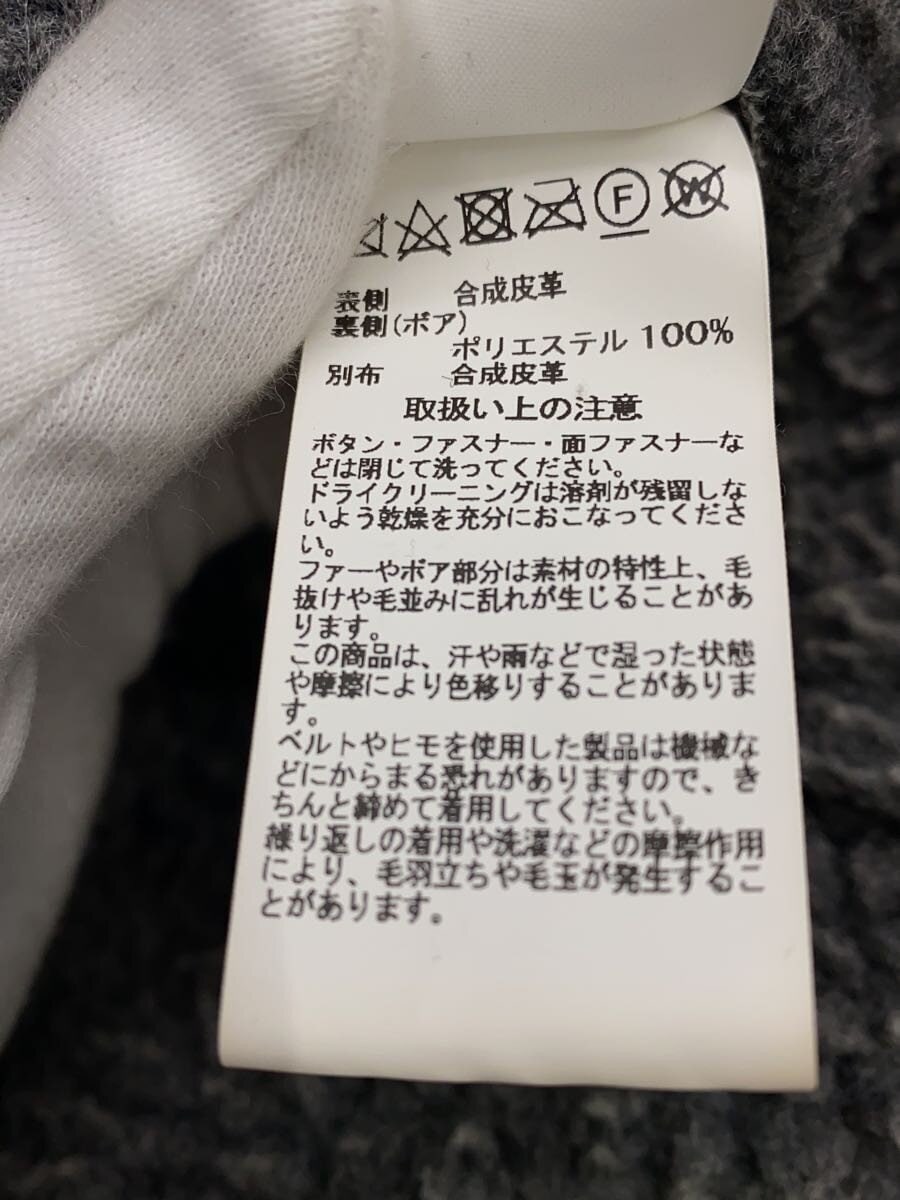 F W
表側 合成皮革
裏側(ボア)
ポリエステル 100%
別布 合成皮革
取扱い上の注意
ボタン・ファスナー・面ファスナーな
どは閉じて洗ってください。
ドライクリーニングは溶剤が残留しな
いよう乾燥を充分におこなってくださ
い。
ファーやボア部分は素材の特性上、毛
抜けや毛並みに乱れが生じることがあ
ります。
この商品は、汗や雨などで湿った状態
や摩擦により色移りすることがありま
す。
ベルトやヒモを使用した製品は機械な
どにからまる恐れがありますので、き
ちんと締めて着用してください。
繰り返しの着用や洗濯などの摩擦作用
により、毛羽立ちや毛玉が発生するこ
とがあります。